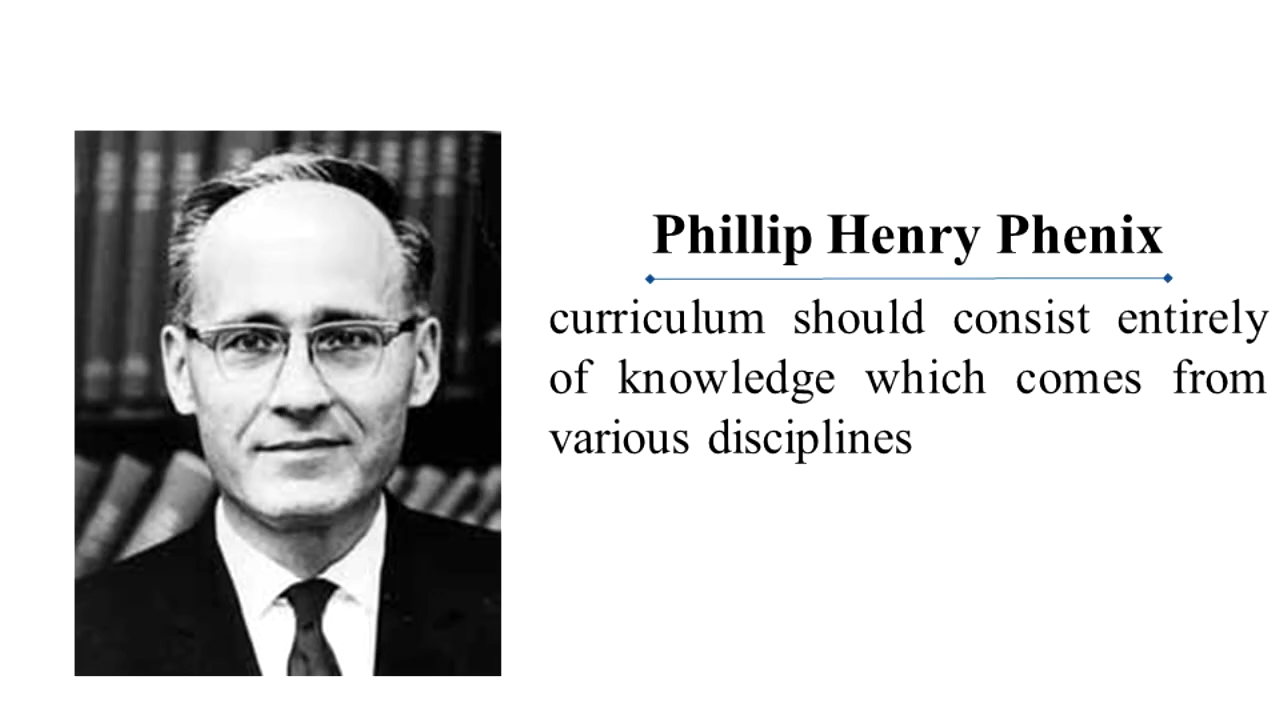 Phillip Henry Phenix
curriculum should consist entirely
of knowledge which comes from
various disciplines